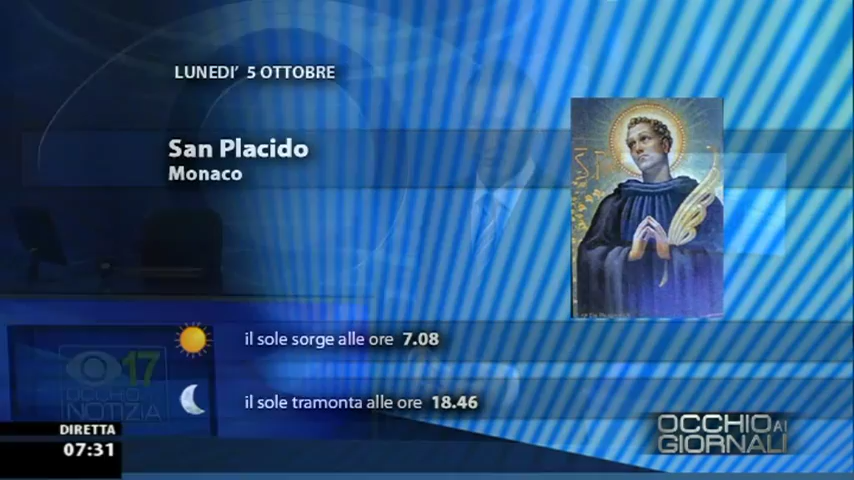 LUNEDI' 5 OTTOBRE
San Placido
Monaco
il sole sorge alle ore 7.08
il sole tramonta alle ore 18.46
17
OCCHIO
NOTIZIA
DIRETTA
07:31
OCCHIO AI
GIORNALI